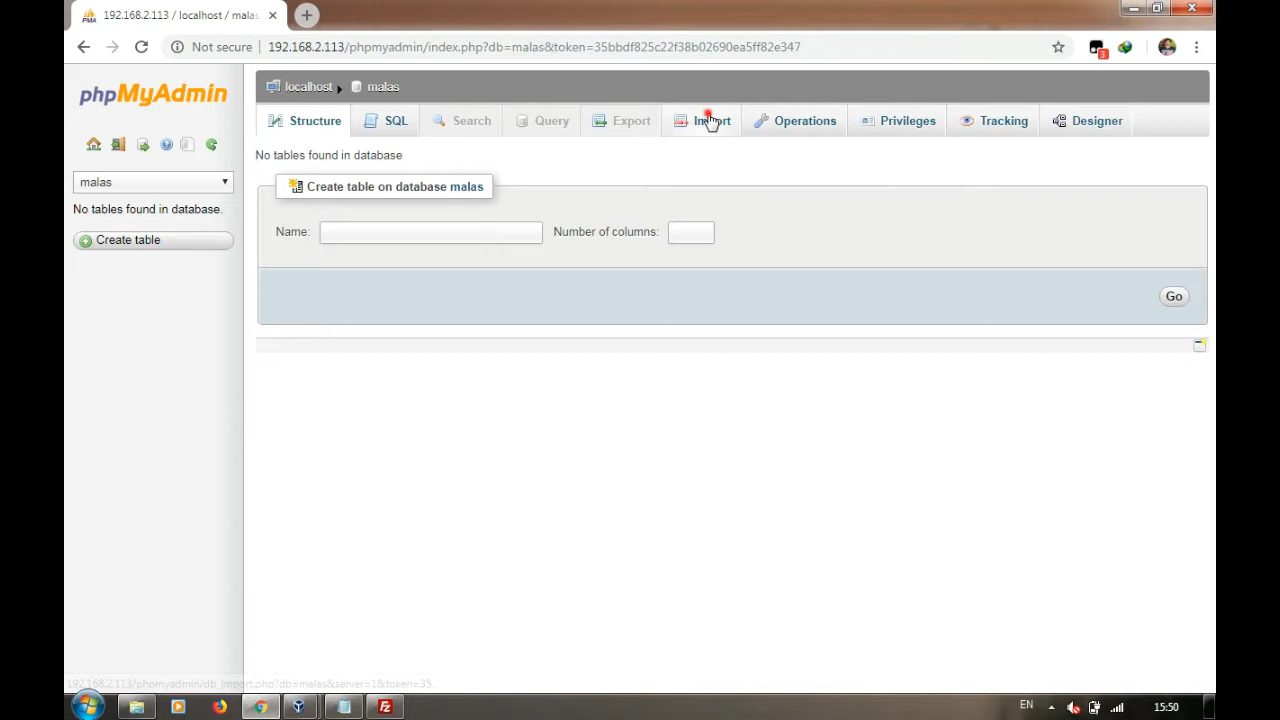 192.168.2.113 / localhost / malas
Not secure | 192.168.2.113/phpmyadmin/index.php?db=malas&token=35bbdf825c22f38b02690ea5ff82e347
3
phpMyAdmin
localhost malas
Structure SQL Search Query Export Import Operations Privileges Tracking Designer
malas
No tables found in database.
Create table
No tables found in database
Create table on database malas
Name: Number of columns:
Go
192.168.2.113/phpmyadmin/db_import.php?db=malas&server=1&token=35...
EN 15:50